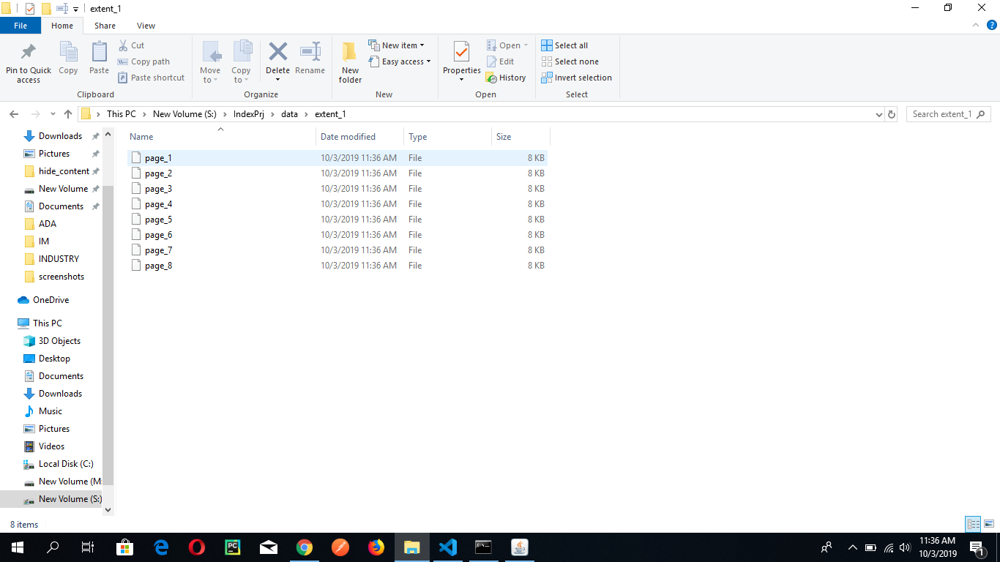 extent_1
File Home Share View
Pin to Quick access
Copy
Paste
Cut
Copy path
Paste shortcut
Clipboard
Move to
Copy to
Delete
Rename
Organize
New folder
New item
Easy access
New
Properties
Open
Edit
History
Open
Select all
Select none
Invert selection
Select
This PC New Volume (S:) IndexPrj data extent_1
Search extent_1
Downloads
Pictures
hide_content
New Volume
Documents
ADA
IM
INDUSTRY
screenshots
OneDrive
This PC
3D Objects
Desktop
Documents
Downloads
Music
Pictures
Videos
Local Disk (C:)
New Volume (M:
New Volume (S:)
Name Date modified Type Size
page_1 10/3/2019 11:36 AM File 8 KB
page_2 10/3/2019 11:36 AM File 8 KB
page_3 10/3/2019 11:36 AM File 8 KB
page_4 10/3/2019 11:36 AM File 8 KB
page_5 10/3/2019 11:36 AM File 8 KB
page_6 10/3/2019 11:36 AM File 8 KB
page_7 10/3/2019 11:36 AM File 8 KB
page_8 10/3/2019 11:36 AM File 8 KB
8 items
PC
11:36 AM
10/3/2019
1